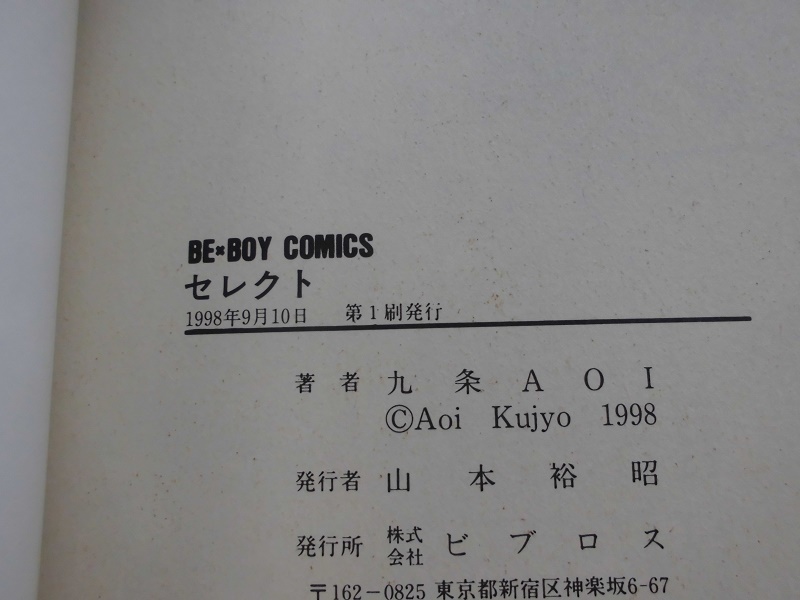 BE×BOY COMICS
セレクト
1998年9月10日 第1刷発行
著者 九条AOI
©Aoi Kujyo 1998
発行者 山本裕昭
発行所 株式会社 ビブロス
〒162-0825 東京都新宿区神楽坂6-67